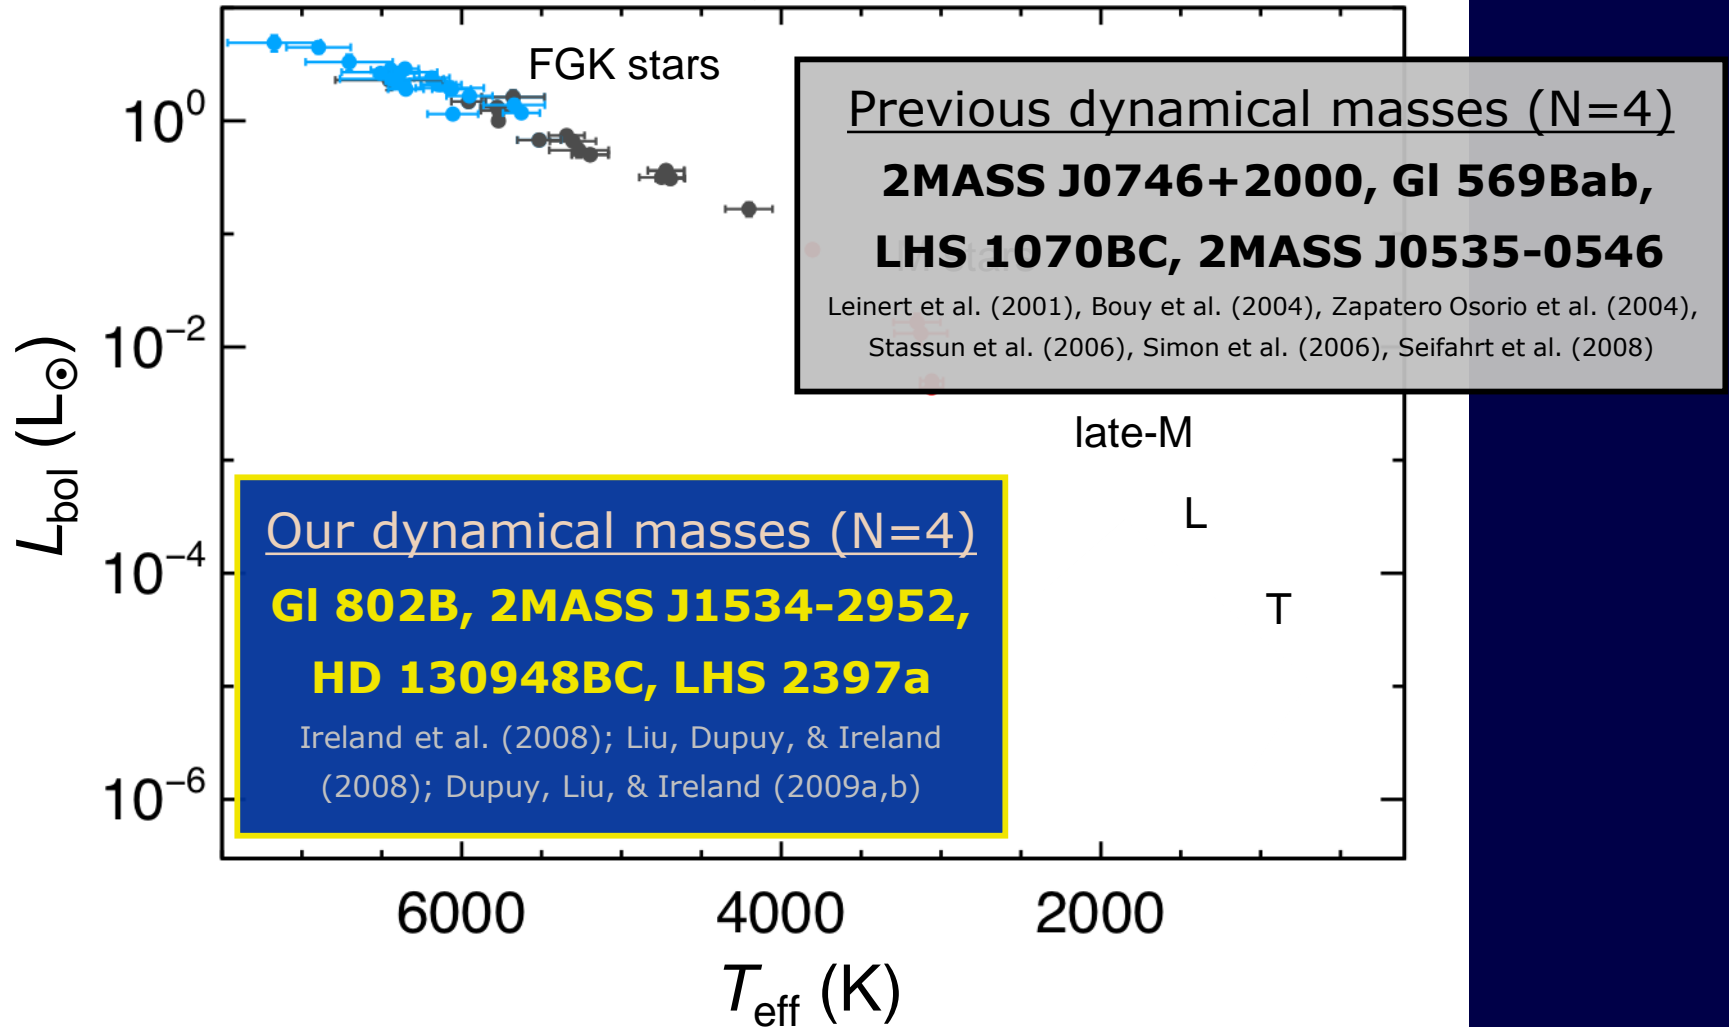 FGK stars
Previous dynamical masses (N=4)
2MASS J0746+2000, Gl 569Bab,
LHS 1070BC, 2MASS J0535-0546
Leinert et al. (2001), Bouy et al. (2004), Zapatero Osorio et al. (2004),
Stassun et al. (2006), Simon et al. (2006), Seifahrt et al. (2008)
M stars
late-M
L
T
Our dynamical masses (N=4)
Gl 802B, 2MASS J1534-2952,
HD 130948BC, LHS 2397a
Ireland et al. (2008); Liu, Dupuy, & Ireland
(2008); Dupuy, Liu, & Ireland (2009a,b)
10⁰
10⁻²
10⁻⁴
10⁻⁶
L_bol (L☉)
6000 4000 2000
T_eff (K)